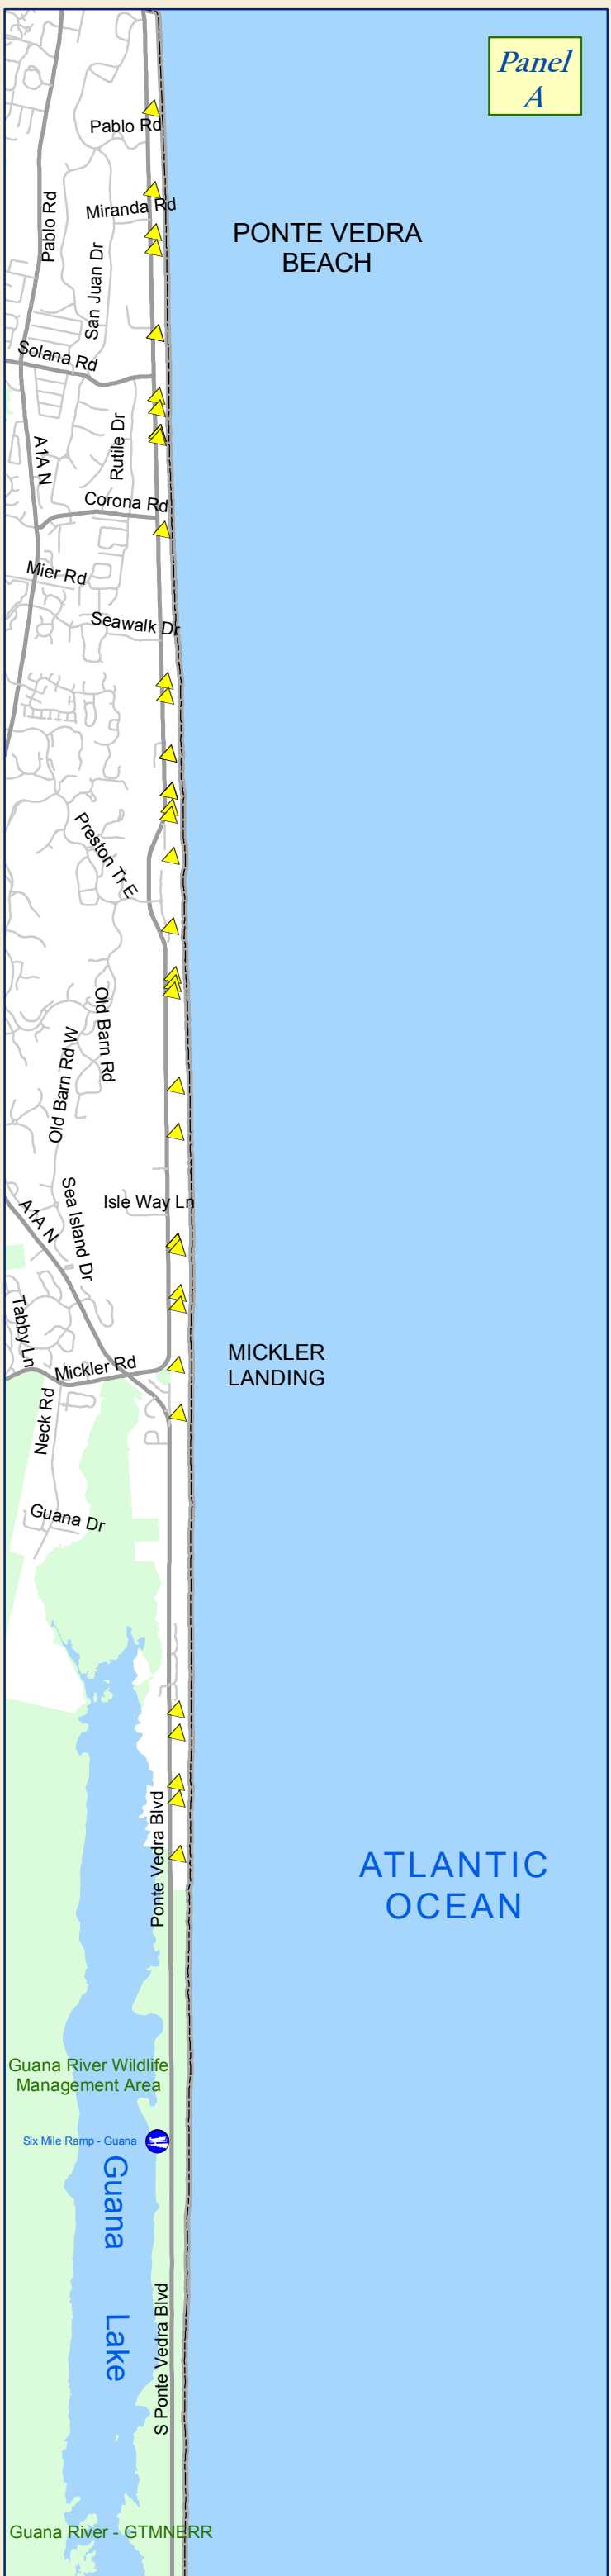 Panel
A
Pablo Rd
Miranda Rd
Pablo Rd
San Juan Dr
PONTE VEDRA
BEACH
Solana Rd
Rutile Dr
A1A N
Corona Rd
Mier Rd
Seawalk Dr
Preston Tr E
Old Barn Rd
Old Barn Rd W
Isle Way Ln
Sea Island Dr
A1A N
Tabby Ln
Mickler Rd
MICKLER
LANDING
Neck Rd
Guana Dr
Ponte Vedra Blvd
ATLANTIC
OCEAN
Guana River Wildlife
Management Area
Six Mile Ramp - Guana
Guana
Lake
S Ponte Vedra Blvd
Guana River - GTMNERR